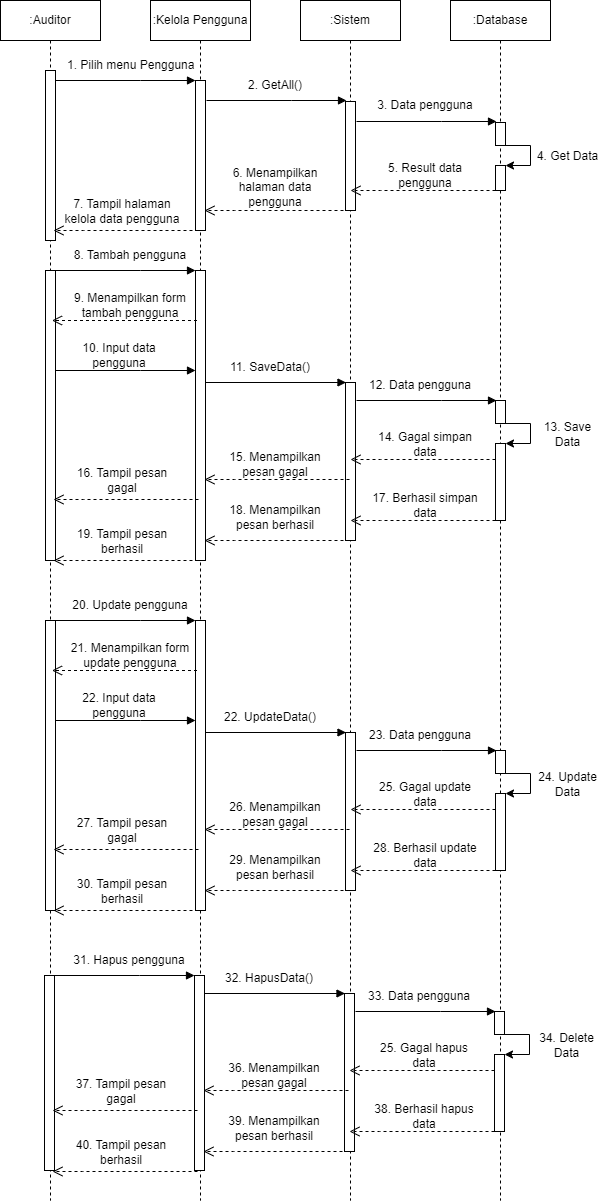 :Auditor
:Kelola Pengguna
:Sistem
:Database
1. Pilih menu Pengguna
2. GetAll()
3. Data pengguna
4. Get Data
5. Result data
pengguna
6. Menampilkan
halaman data
pengguna
7. Tampil halaman
kelola data pengguna
8. Tambah pengguna
9. Menampilkan form
tambah pengguna
10. Input data
pengguna
11. SaveData()
12. Data pengguna
13. Save
Data
14. Gagal simpan
data
15. Menampilkan
pesan gagal
16. Tampil pesan
gagal
17. Berhasil simpan
data
18. Menampilkan
pesan berhasil
19. Tampil pesan
berhasil
20. Update pengguna
21. Menampilkan form
update pengguna
22. Input data
pengguna
22. UpdateData()
23. Data pengguna
24. Update
Data
25. Gagal update
data
26. Menampilkan
pesan gagal
27. Tampil pesan
gagal
28. Berhasil update
data
29. Menampilkan
pesan berhasil
30. Tampil pesan
berhasil
31. Hapus pengguna
32. HapusData()
33. Data pengguna
34. Delete
Data
25. Gagal hapus
data
36. Menampilkan
pesan gagal
37. Tampil pesan
gagal
38. Berhasil hapus
data
39. Menampilkan
pesan berhasil
40. Tampil pesan
berhasil